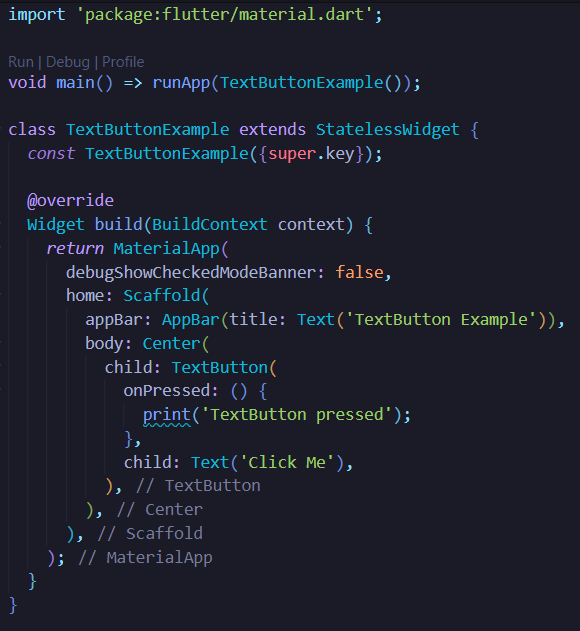 import 'package:flutter/material.dart';
Run | Debug | Profile
void main() => runApp(TextButtonExample());
class TextButtonExample extends StatelessWidget {
  const TextButtonExample({super.key});
  @override
  Widget build(BuildContext context) {
    return MaterialApp(
      debugShowCheckedModeBanner: false,
      home: Scaffold(
        appBar: AppBar(title: Text('TextButton Example')),
        body: Center(
          child: TextButton(
            onPressed: () {
              print('TextButton pressed');
            },
            child: Text('Click Me'),
          ), // TextButton
        ), // Center
      ), // Scaffold
    ); // MaterialApp
  }
}